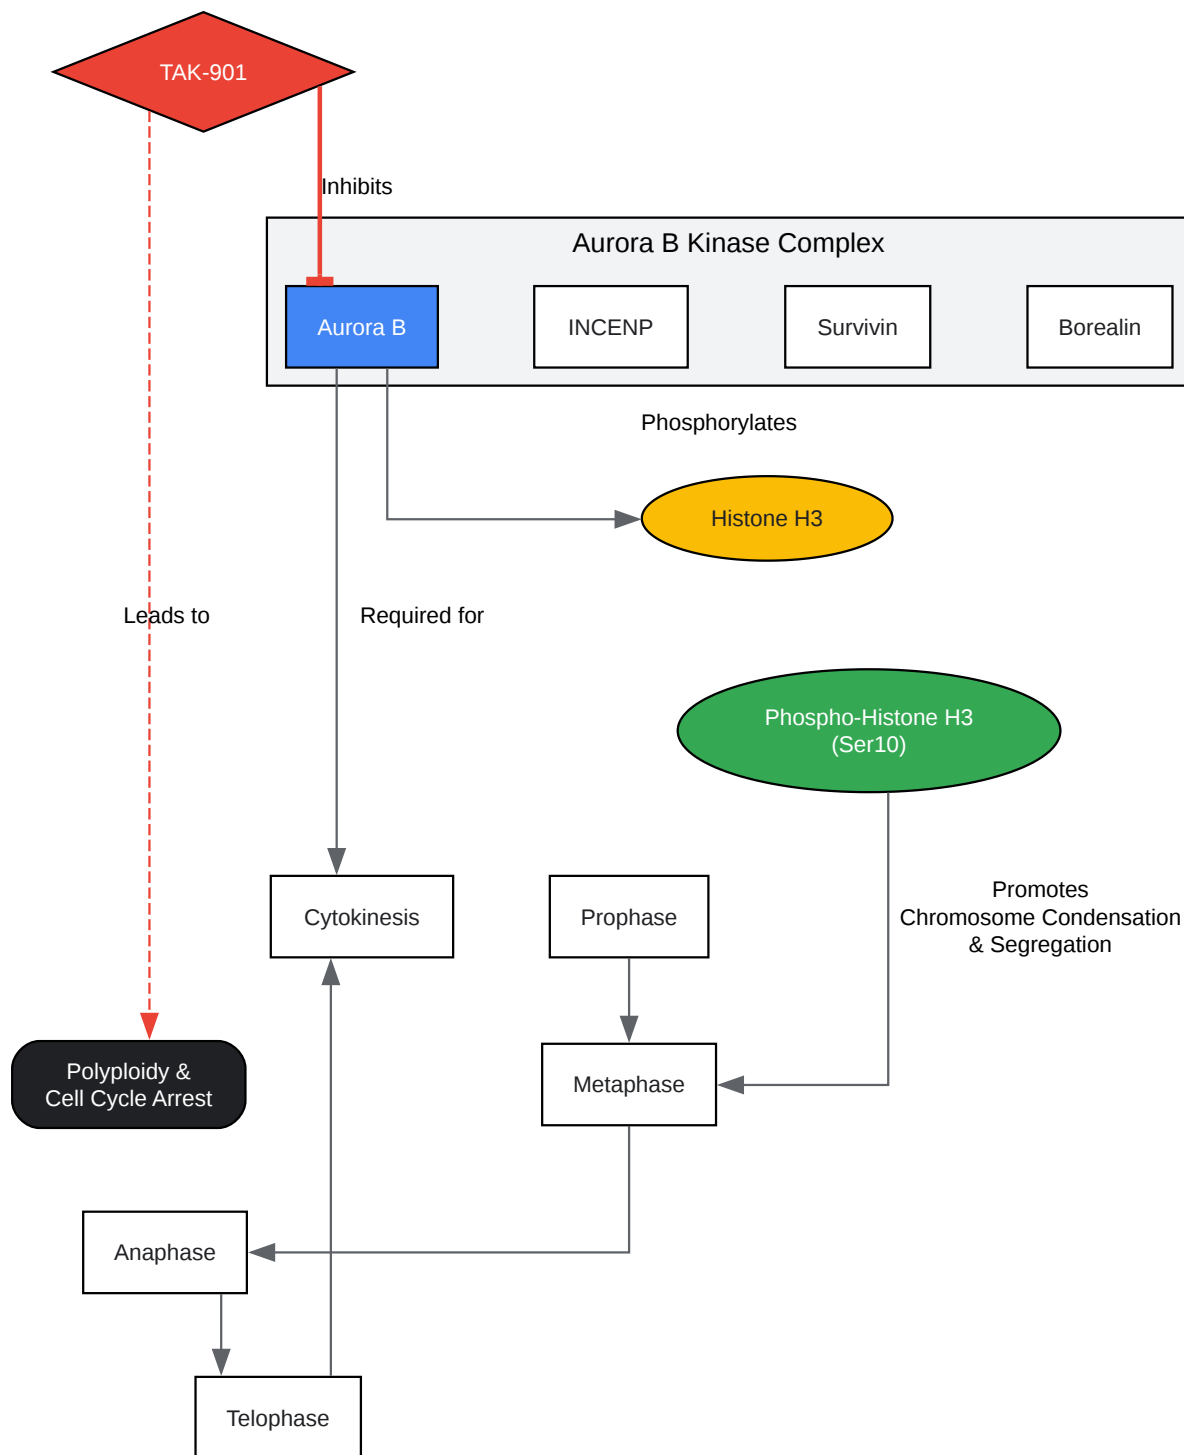 TAK-901
Inhibits
Aurora B Kinase Complex
Aurora B
INCENP
Survivin
Borealin
Phosphorylates
Histone H3
Leads to
Required for
Phospho-Histone H3
(Ser10)
Cytokinesis
Prophase
Promotes
Chromosome Condensation
& Segregation
Polyploidy &
Cell Cycle Arrest
Metaphase
Anaphase
Telophase